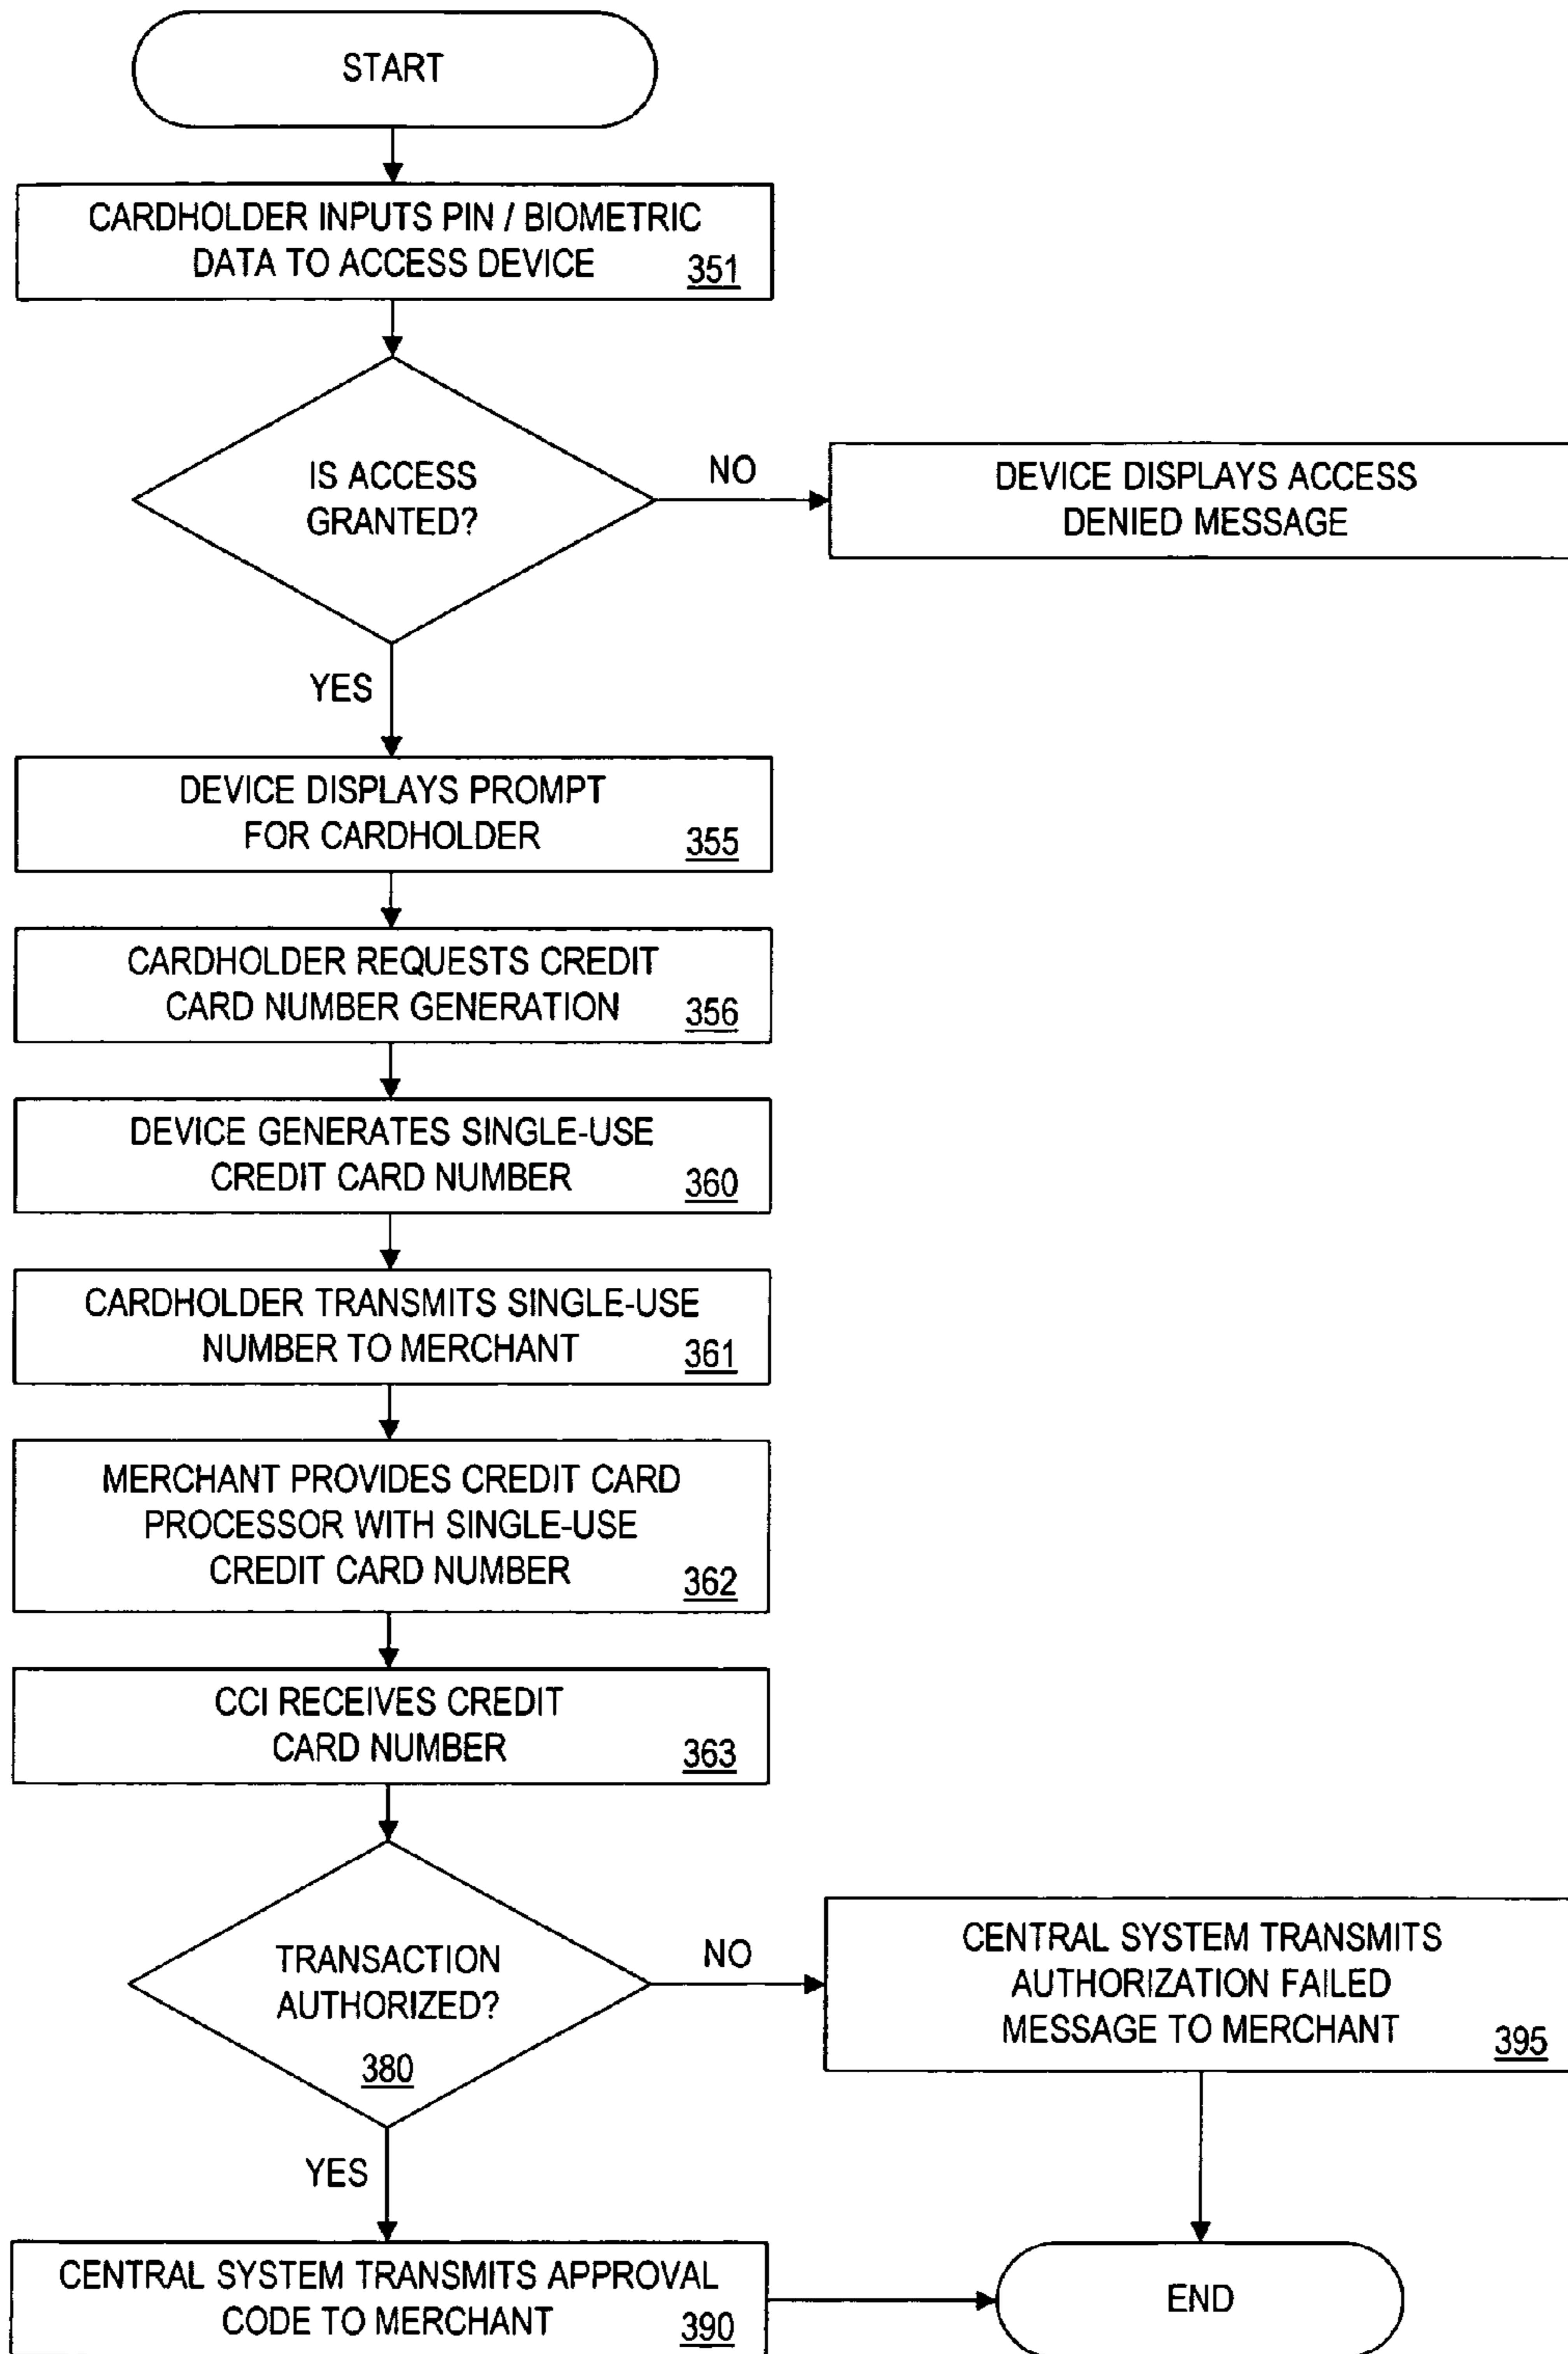 START
CARDHOLDER INPUTS PIN / BIOMETRIC
DATA TO ACCESS DEVICE 351
IS ACCESS
GRANTED?
NO
DEVICE DISPLAYS ACCESS
DENIED MESSAGE
YES
DEVICE DISPLAYS PROMPT
FOR CARDHOLDER 355
CARDHOLDER REQUESTS CREDIT
CARD NUMBER GENERATION 356
DEVICE GENERATES SINGLE-USE
CREDIT CARD NUMBER 360
CARDHOLDER TRANSMITS SINGLE-USE
NUMBER TO MERCHANT 361
MERCHANT PROVIDES CREDIT CARD
PROCESSOR WITH SINGLE-USE
CREDIT CARD NUMBER 362
CCI RECEIVES CREDIT
CARD NUMBER 363
TRANSACTION
AUTHORIZED?
380
NO
CENTRAL SYSTEM TRANSMITS
AUTHORIZATION FAILED
MESSAGE TO MERCHANT 395
YES
CENTRAL SYSTEM TRANSMITS APPROVAL
CODE TO MERCHANT 390
END